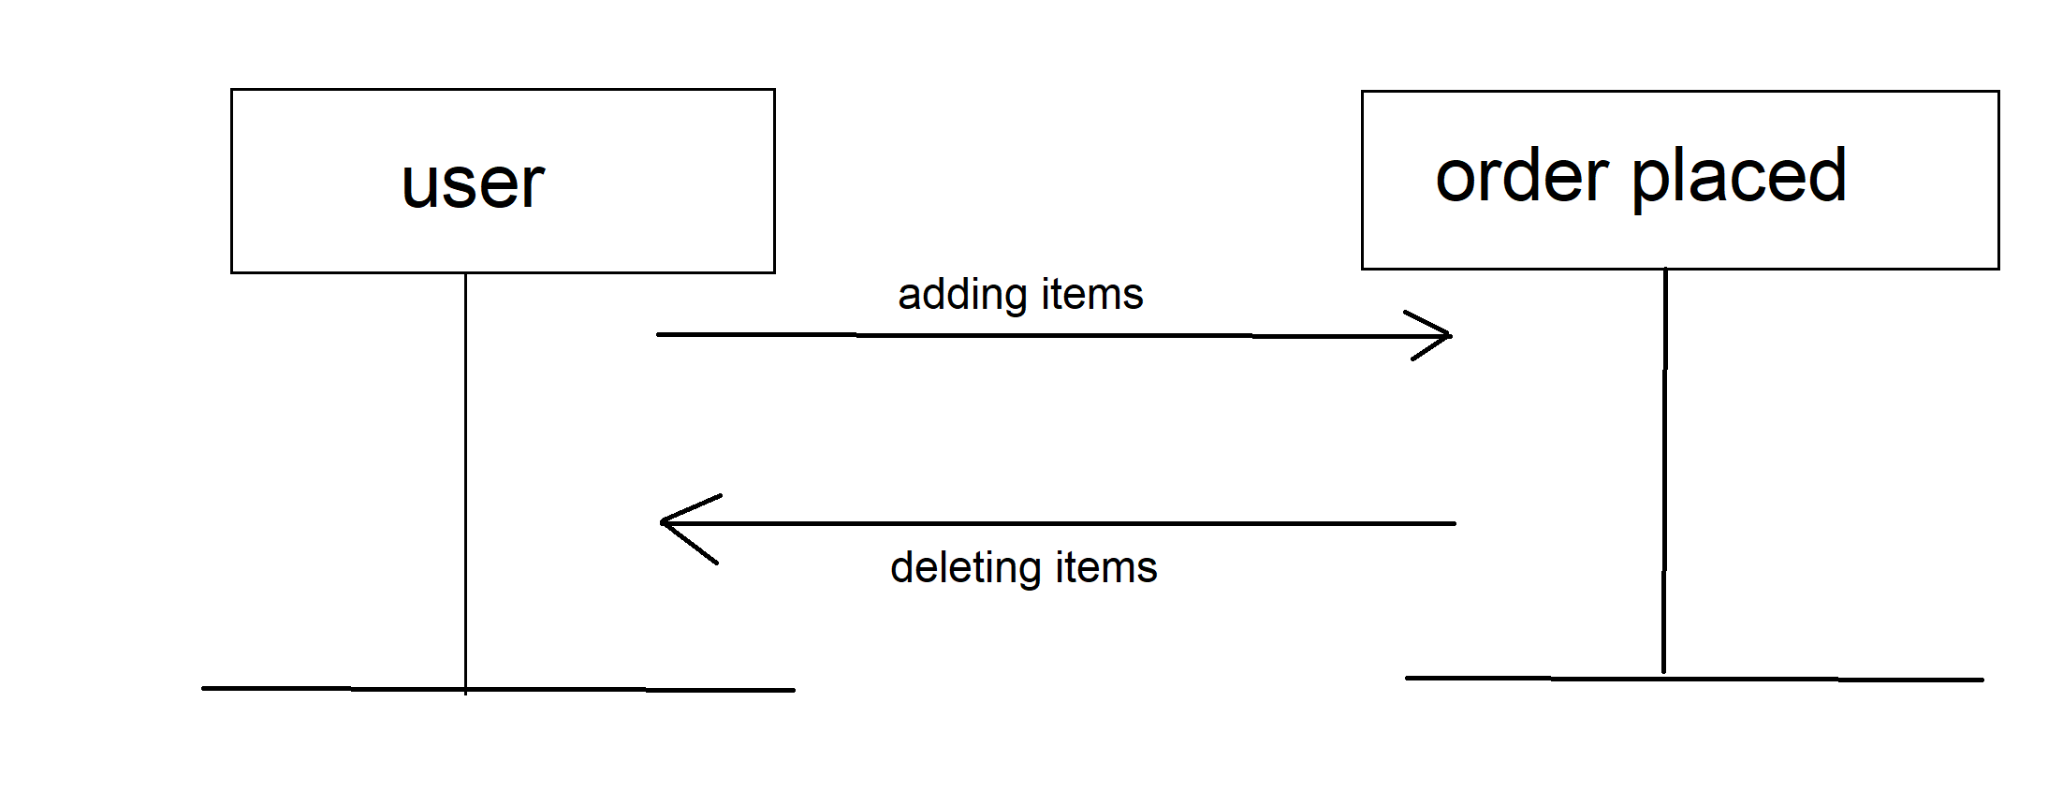 user
order placed
adding items
deleting items